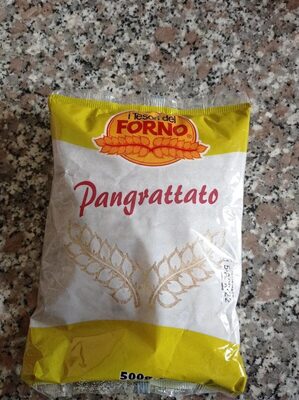 i Tesori del
FORNO
Pangrattato
500g